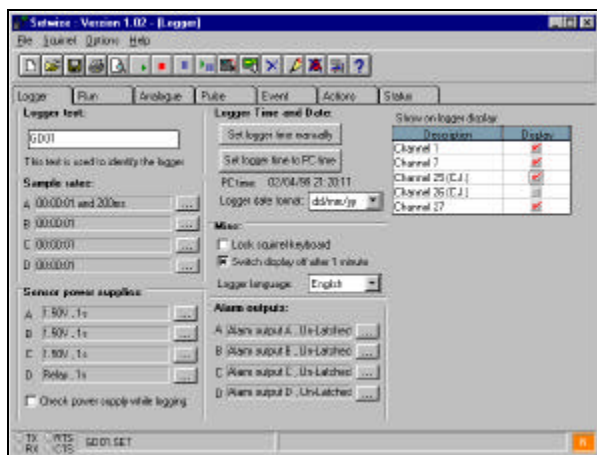 Setwise : Version 1.02 - [Logger]
File Squirrel Options Help
Logger Run Analogue Pulse Event Actions Status
Logger text:
GD01
This text is used to identify the logger
Sample rates:
A 00:00:01 and 200ms ...
B 00:00:01 ...
C 00:00:01 ...
D 00:00:01 ...
Sensor power supplies:
A 1.90V , 1s ...
B 1.90V , 1s ...
C 1.90V , 1s ...
D Relay , 1s ...
Check power supply while logging
Logger Time and Date:
Set logger time manually
Set logger time to PC time
PC time 02/04/98 21:20:11
Logger date format: dd/mm/yy
Misc:
Lock squirrel keyboard
Switch display off after 1 minute
Logger language: English
Alarm outputs:
A Alarm output A , Un-Latched ...
B Alarm output B , Un-Latched ...
C Alarm output C , Un-Latched ...
D Alarm output D , Un-Latched ...
Show on logger display:
Description Display
Channel 1
Channel 7
Channel 25 (CJ)
Channel 26 (CJ)
Channel 27
TX RTS
RX CTS
GD01.SET